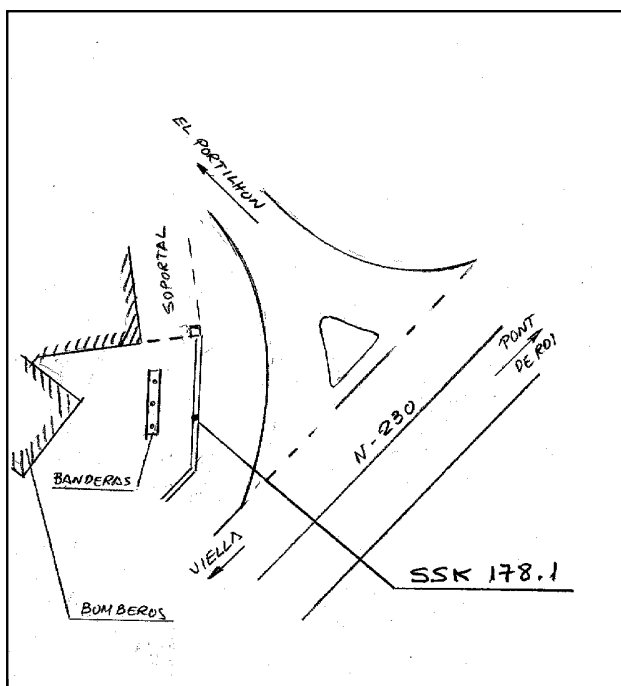 EL PORTILHON
SOPORTAL
PONT
DE ROI
N-230
BANDERAS
VIELLA
SSK 178.1
BOMBEROS